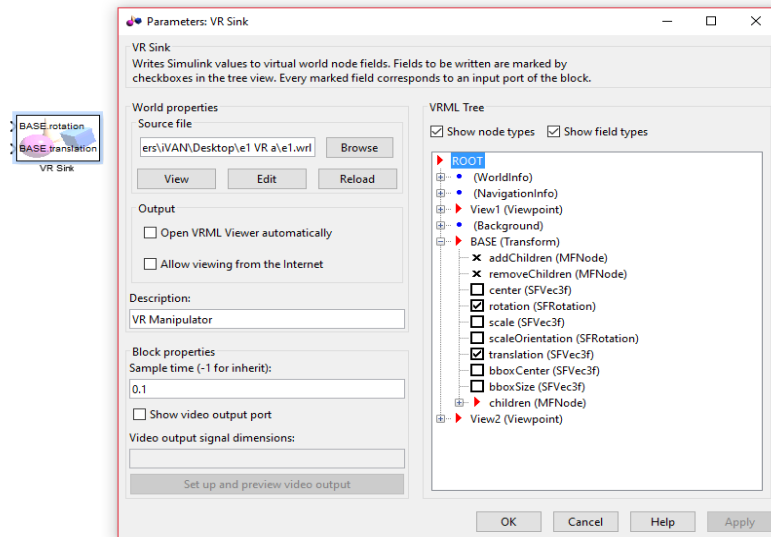 Parameters: VR Sink
VR Sink
Writes Simulink values to virtual world node fields. Fields to be written are marked by
checkboxes in the tree view. Every marked field corresponds to an input port of the block.
BASE.rotation
BASE.translation
VR Sink
World properties
Source file
ers\iVAN\Desktop\e1 VR a\e1.wrl
Browse
View
Edit
Reload
Output
Open VRML Viewer automatically
Allow viewing from the Internet
Description:
VR Manipulator
Block properties
Sample time (-1 for inherit):
0.1
Show video output port
Video output signal dimensions:
Set up and preview video output
VRML Tree
Show node types
Show field types
ROOT
(WorldInfo)
(NavigationInfo)
View1 (Viewpoint)
(Background)
BASE (Transform)
addChildren (MFNode)
removeChildren (MFNode)
center (SFVec3f)
rotation (SFRotation)
scale (SFVec3f)
scaleOrientation (SFRotation)
translation (SFVec3f)
bboxCenter (SFVec3f)
bboxSize (SFVec3f)
children (MFNode)
View2 (Viewpoint)
OK
Cancel
Help
Apply